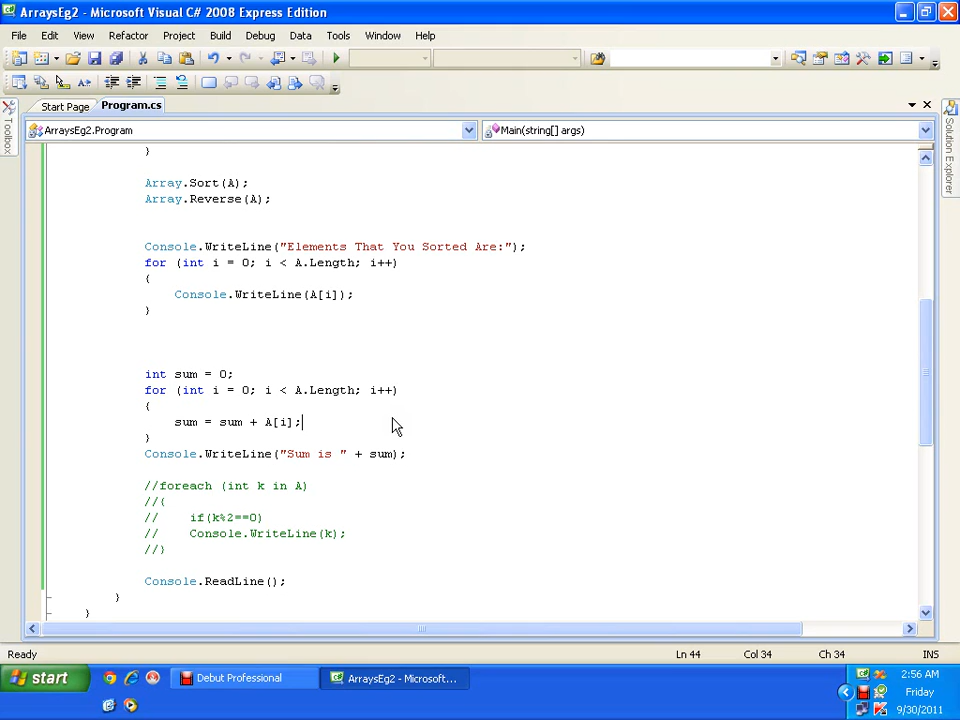 ArraysEg2 - Microsoft Visual C# 2008 Express Edition
File Edit View Refactor Project Build Debug Data Tools Window Help
Start Page Program.cs
Toolbox
Solution Explorer
ArraysEg2.Program Main(string[] args)
}
Array.Sort(A);
Array.Reverse(A);
Console.WriteLine("Elements That You Sorted Are:");
for (int i = 0; i < A.Length; i++)
{
Console.WriteLine(A[i]);
}
int sum = 0;
for (int i = 0; i < A.Length; i++)
{
sum = sum + A[i];
}
Console.WriteLine("Sum is " + sum);
//foreach (int k in A)
//{
// if(k%2==0)
// Console.WriteLine(k);
//}
Console.ReadLine();
}
}
Ready Ln 44 Col 34 Ch 34 INS
start Debut Professional ArraysEg2 - Microsoft... 2:56 AM
Friday
9/30/2011